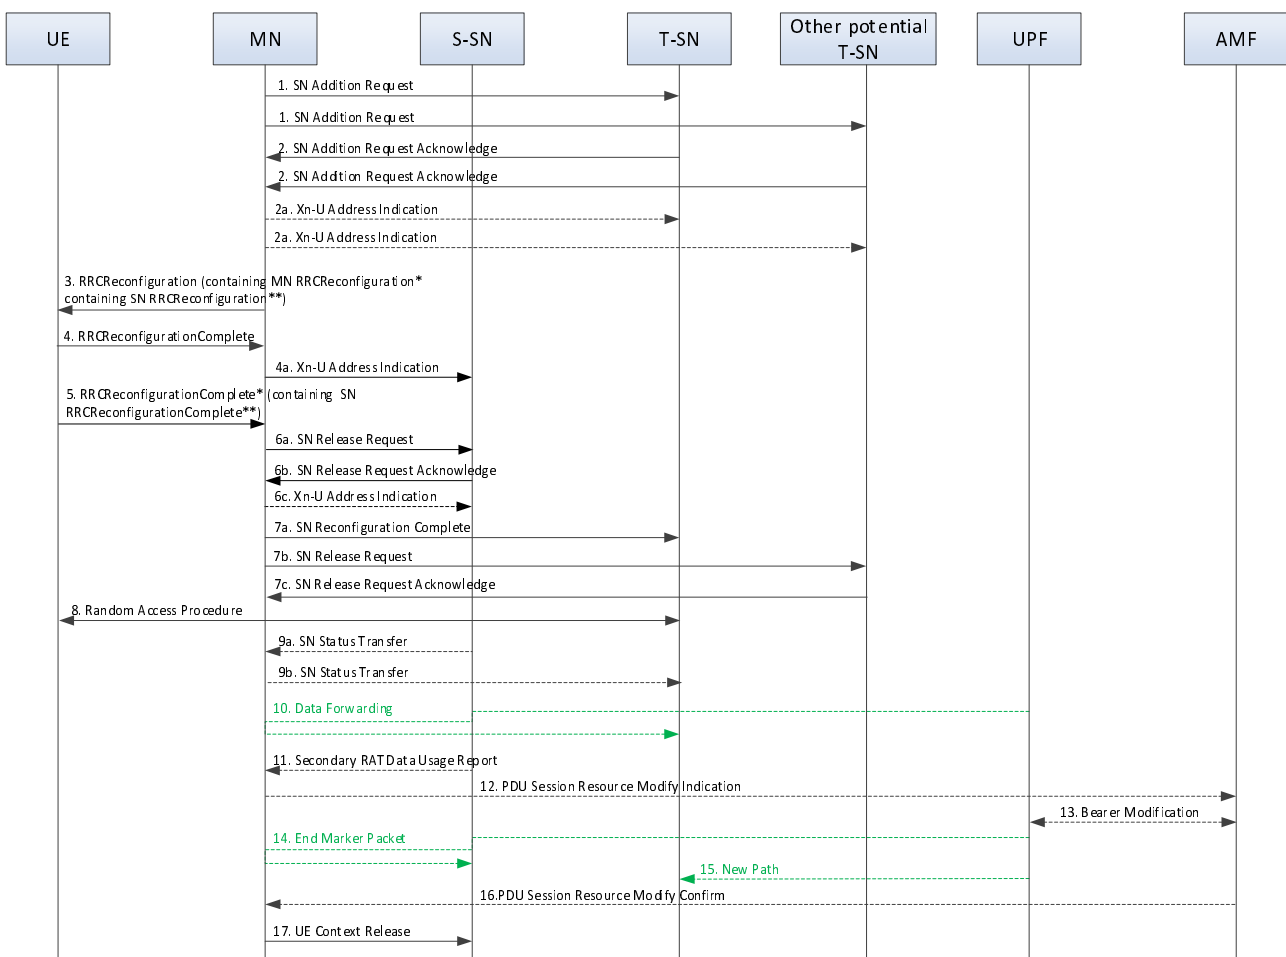 UE
MN
S-SN
T-SN
Other potential
T-SN
UPF
AMF
1. SN Addition Request
1. SN Addition Request
2. SN Addition Request Acknowledge
2. SN Addition Request Acknowledge
2a. Xn-U Address Indication
2a. Xn-U Address Indication
3. RRCReconfiguration (containing MN RRCReconfiguration*
containing SN RRCReconfiguration**)
4. RRCReconfigurationComplete
4a. Xn-U Address Indication
5. RRCReconfigurationComplete* (containing SN
RRCReconfigurationComplete**)
6a. SN Release Request
6b. SN Release Request Acknowledge
6c. Xn-U Address Indication
7a. SN Reconfiguration Complete
7b. SN Release Request
7c. SN Release Request Acknowledge
8. Random Access Procedure
9a. SN Status Transfer
9b. SN Status Transfer
10. Data Forwarding
11. Secondary RAT Data Usage Report
12. PDU Session Resource Modify Indication
13. Bearer Modification
14. End Marker Packet
15. New Path
16.PDU Session Resource Modify Confirm
17. UE Context Release